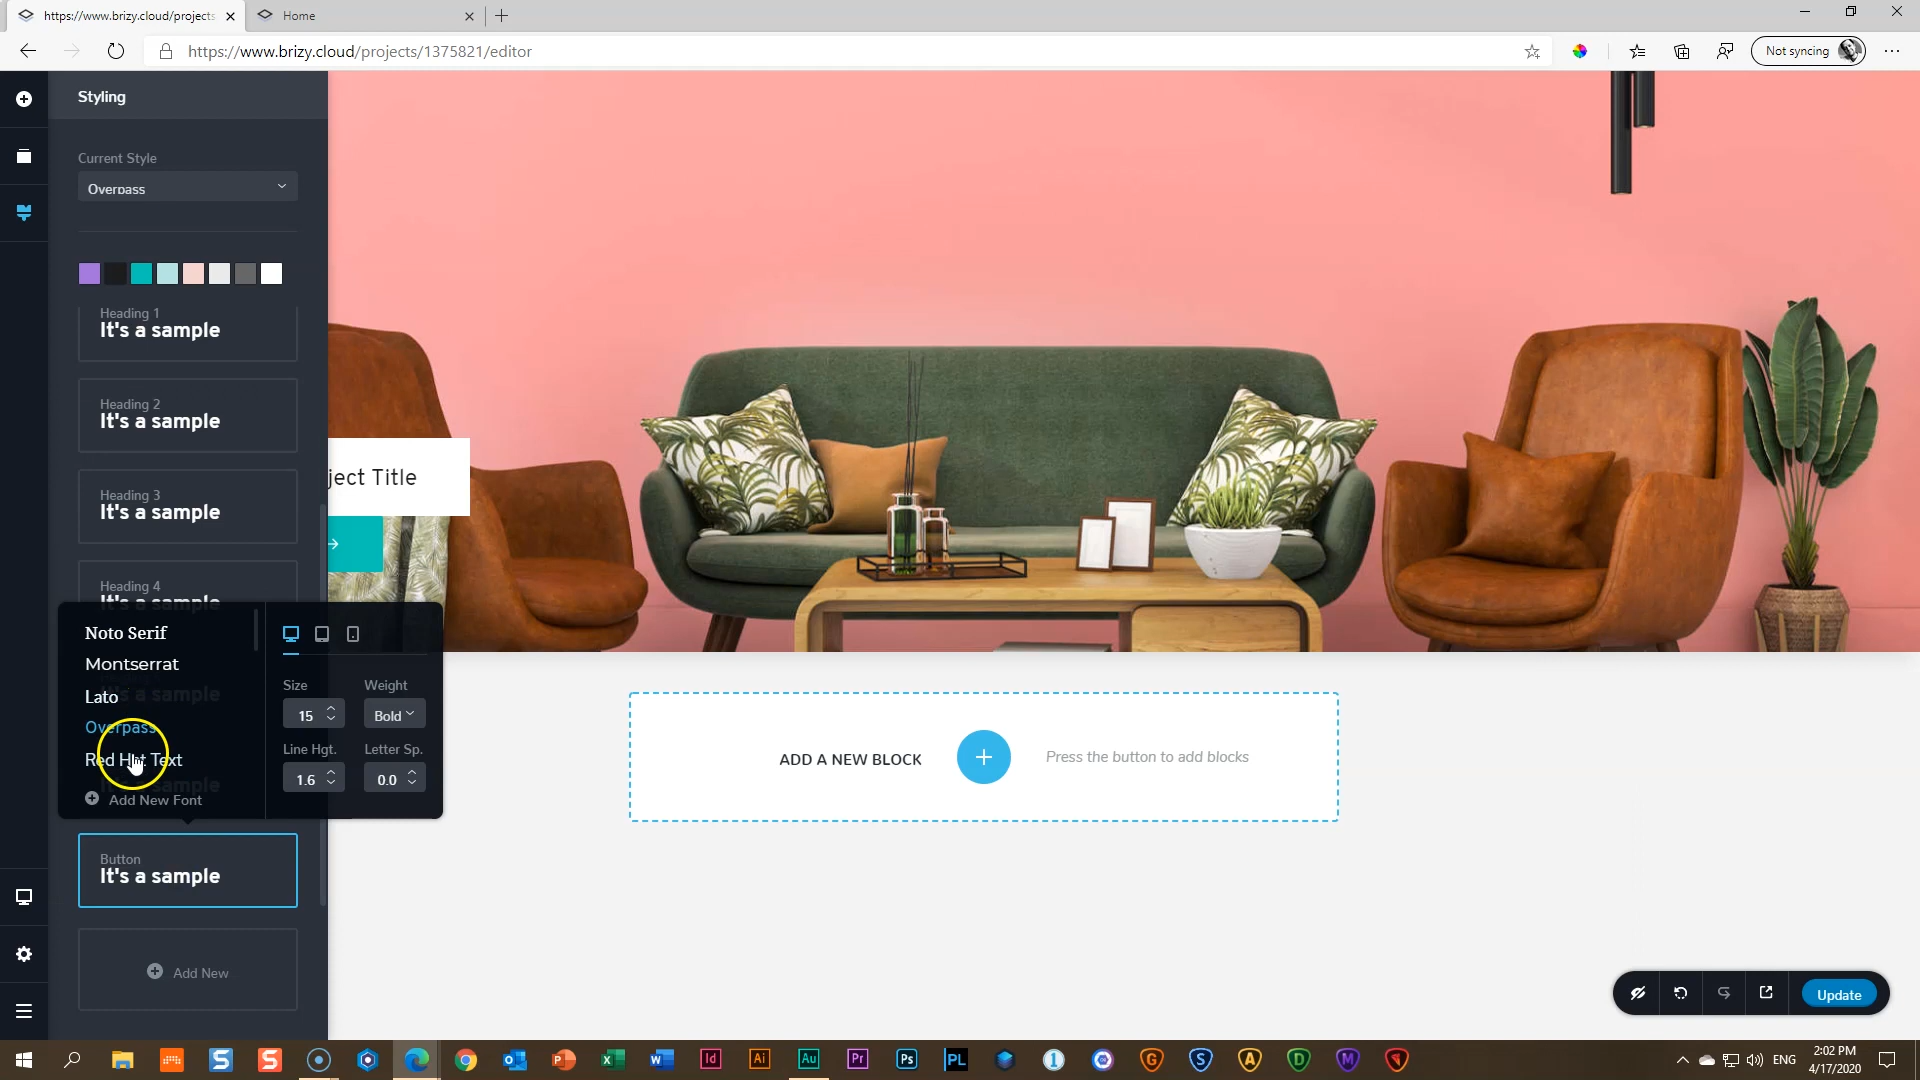 https://www.brizy.cloud/projects
Home
https://www.brizy.cloud/projects/1375821/editor
Not syncing
Styling
Current Style
Overpass
Heading 1
It's a sample
Heading 2
It's a sample
Heading 3
It's a sample
Heading 4
It's a sample
ject Title
Noto Serif
Montserrat
Lato
Overpass
Red Hat Text
Add New Font
Size
Weight
15
Bold
Line Hgt.
Letter Sp.
1.6
0.0
ADD A NEW BLOCK
Press the button to add blocks
Button
It's a sample
Add New
Update
ENG
2:02 PM
4/17/2020